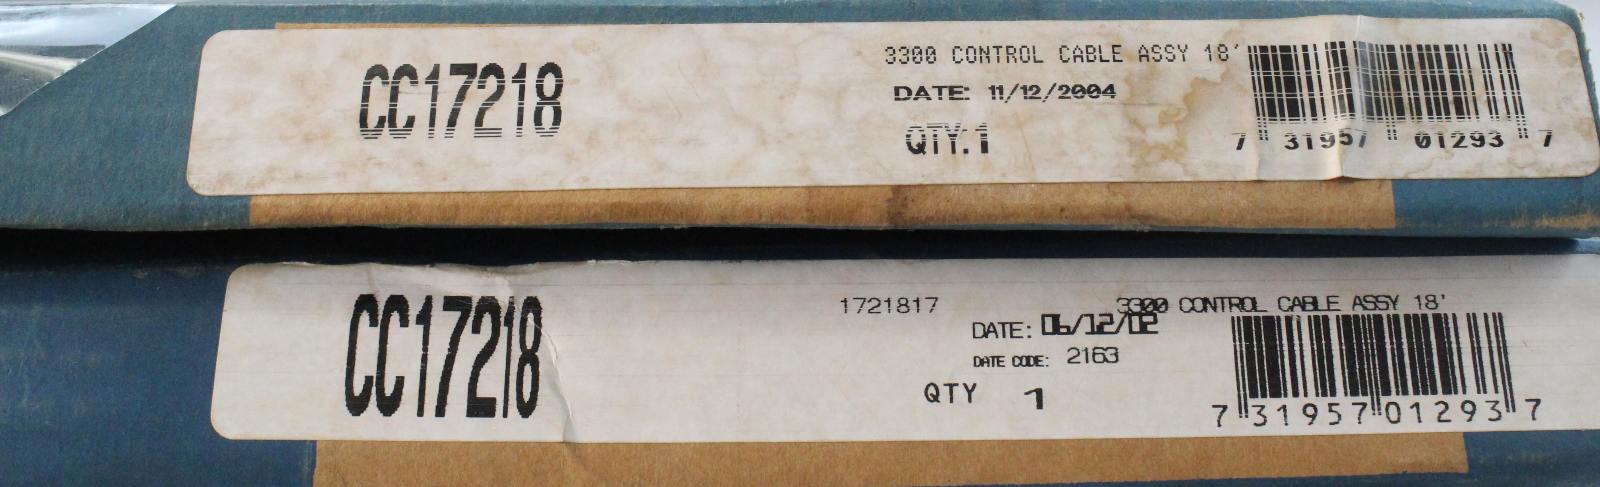 CC17218
3300 CONTROL CABLE ASSY 18'
DATE: 11/12/2004
QTY: 1
7 31957 01293 7
CC17218
1721817
3300 CONTROL CABLE ASSY 18'
DATE: 06/12/02
DATE CODE: 2163
QTY 1
7 31957 01293 7